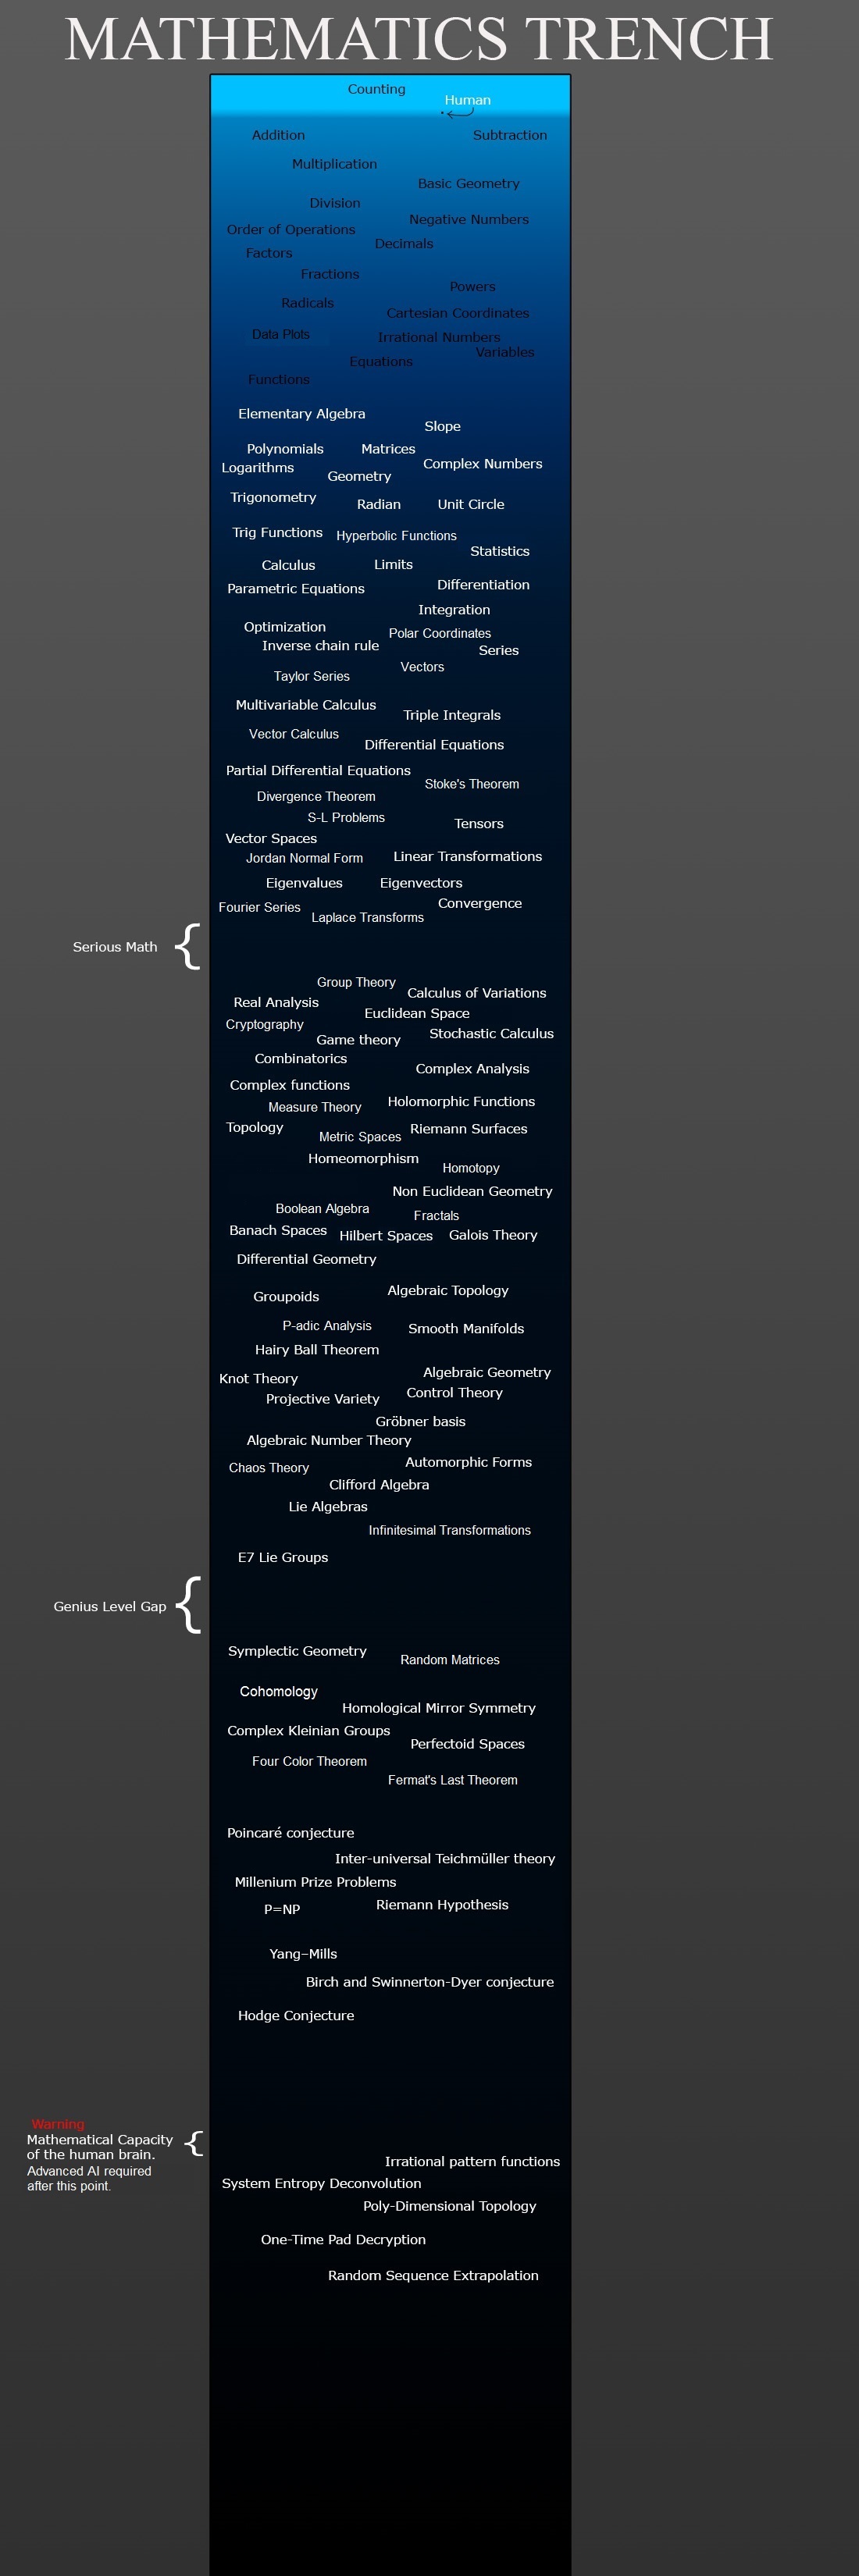 MATHEMATICS TRENCH
Counting
Human
Addition
Subtraction
Multiplication
Basic Geometry
Division
Negative Numbers
Order of Operations
Decimals
Factors
Fractions
Powers
Radicals
Cartesian Coordinates
Data Plots
Irrational Numbers
Variables
Equations
Functions
Elementary Algebra
Slope
Polynomials
Matrices
Complex Numbers
Logarithms
Geometry
Trigonometry
Radian
Unit Circle
Trig Functions
Hyperbolic Functions
Statistics
Calculus
Limits
Parametric Equations
Differentiation
Integration
Optimization
Polar Coordinates
Inverse chain rule
Series
Vectors
Taylor Series
Multivariable Calculus
Triple Integrals
Vector Calculus
Differential Equations
Partial Differential Equations
Stoke's Theorem
Divergence Theorem
S-L Problems
Tensors
Vector Spaces
Jordan Normal Form
Linear Transformations
Eigenvalues
Eigenvectors
Convergence
Fourier Series
Laplace Transforms
Serious Math
Group Theory
Calculus of Variations
Real Analysis
Euclidean Space
Cryptography
Stochastic Calculus
Game theory
Combinatorics
Complex Analysis
Complex functions
Holomorphic Functions
Measure Theory
Topology
Riemann Surfaces
Metric Spaces
Homeomorphism
Homotopy
Non Euclidean Geometry
Boolean Algebra
Fractals
Banach Spaces
Hilbert Spaces
Galois Theory
Differential Geometry
Algebraic Topology
Groupoids
P-adic Analysis
Smooth Manifolds
Hairy Ball Theorem
Algebraic Geometry
Knot Theory
Control Theory
Projective Variety
Gröbner basis
Algebraic Number Theory
Automorphic Forms
Chaos Theory
Clifford Algebra
Lie Algebras
Infinitesimal Transformations
E7 Lie Groups
Genius Level Gap
Symplectic Geometry
Random Matrices
Cohomology
Homological Mirror Symmetry
Complex Kleinian Groups
Perfectoid Spaces
Four Color Theorem
Fermat's Last Theorem
Poincaré conjecture
Inter-universal Teichmüller theory
Millenium Prize Problems
Riemann Hypothesis
P=NP
Yang–Mills
Birch and Swinnerton-Dyer conjecture
Hodge Conjecture
Warning
Mathematical Capacity
of the human brain.
Advanced AI required
after this point.
Irrational pattern functions
System Entropy Deconvolution
Poly-Dimensional Topology
One-Time Pad Decryption
Random Sequence Extrapolation